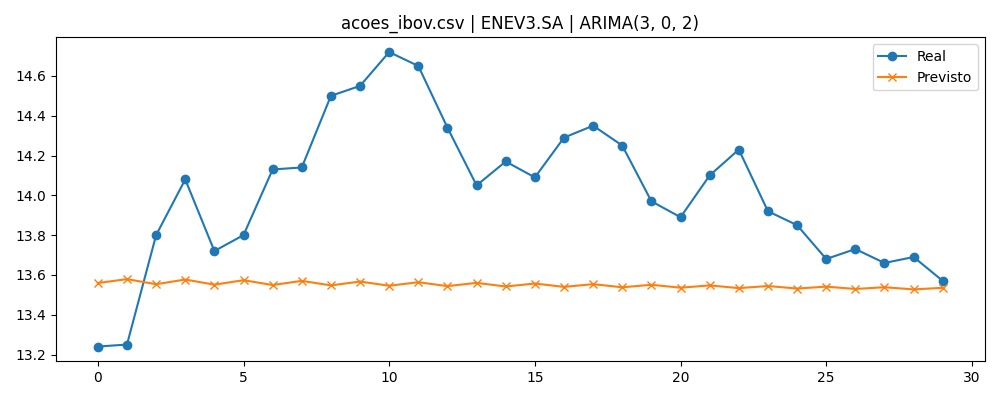 acoes_ibov.csv | ENEV3.SA | ARIMA(3, 0, 2)
Real
Previsto
14.6
14.4
14.2
14.0
13.8
13.6
13.4
13.2
0 5 10 15 20 25 30